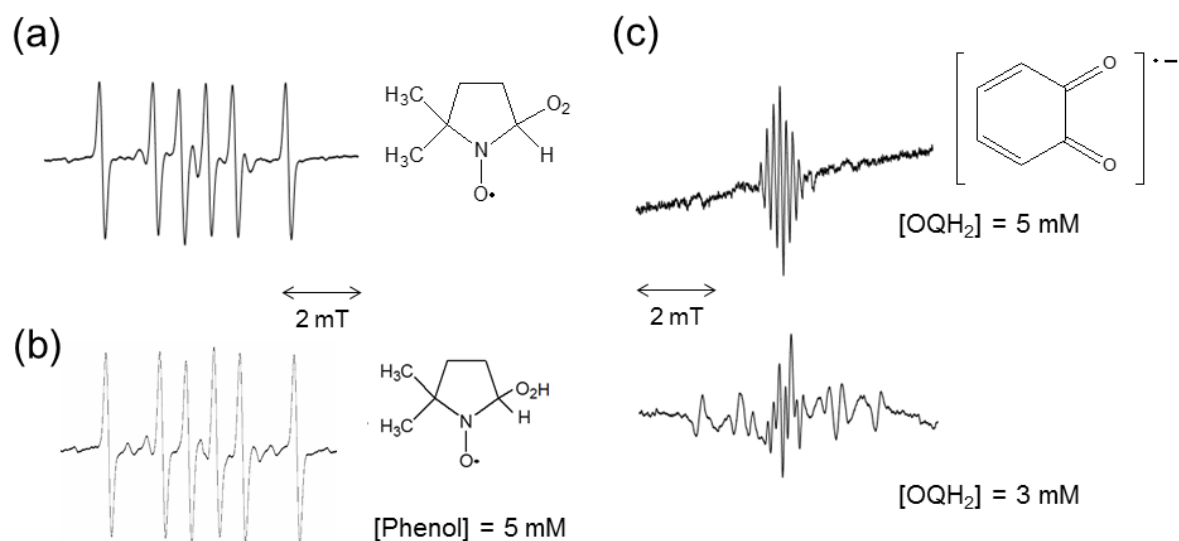 (a)
H₃C
H₃C
O₂
N
H
O•
2 mT
(b)
H₃C
H₃C
O₂H
N
H
O•
[Phenol] = 5 mM
(c)
O
O
• −
[OQH₂] = 5 mM
2 mT
[OQH₂] = 3 mM